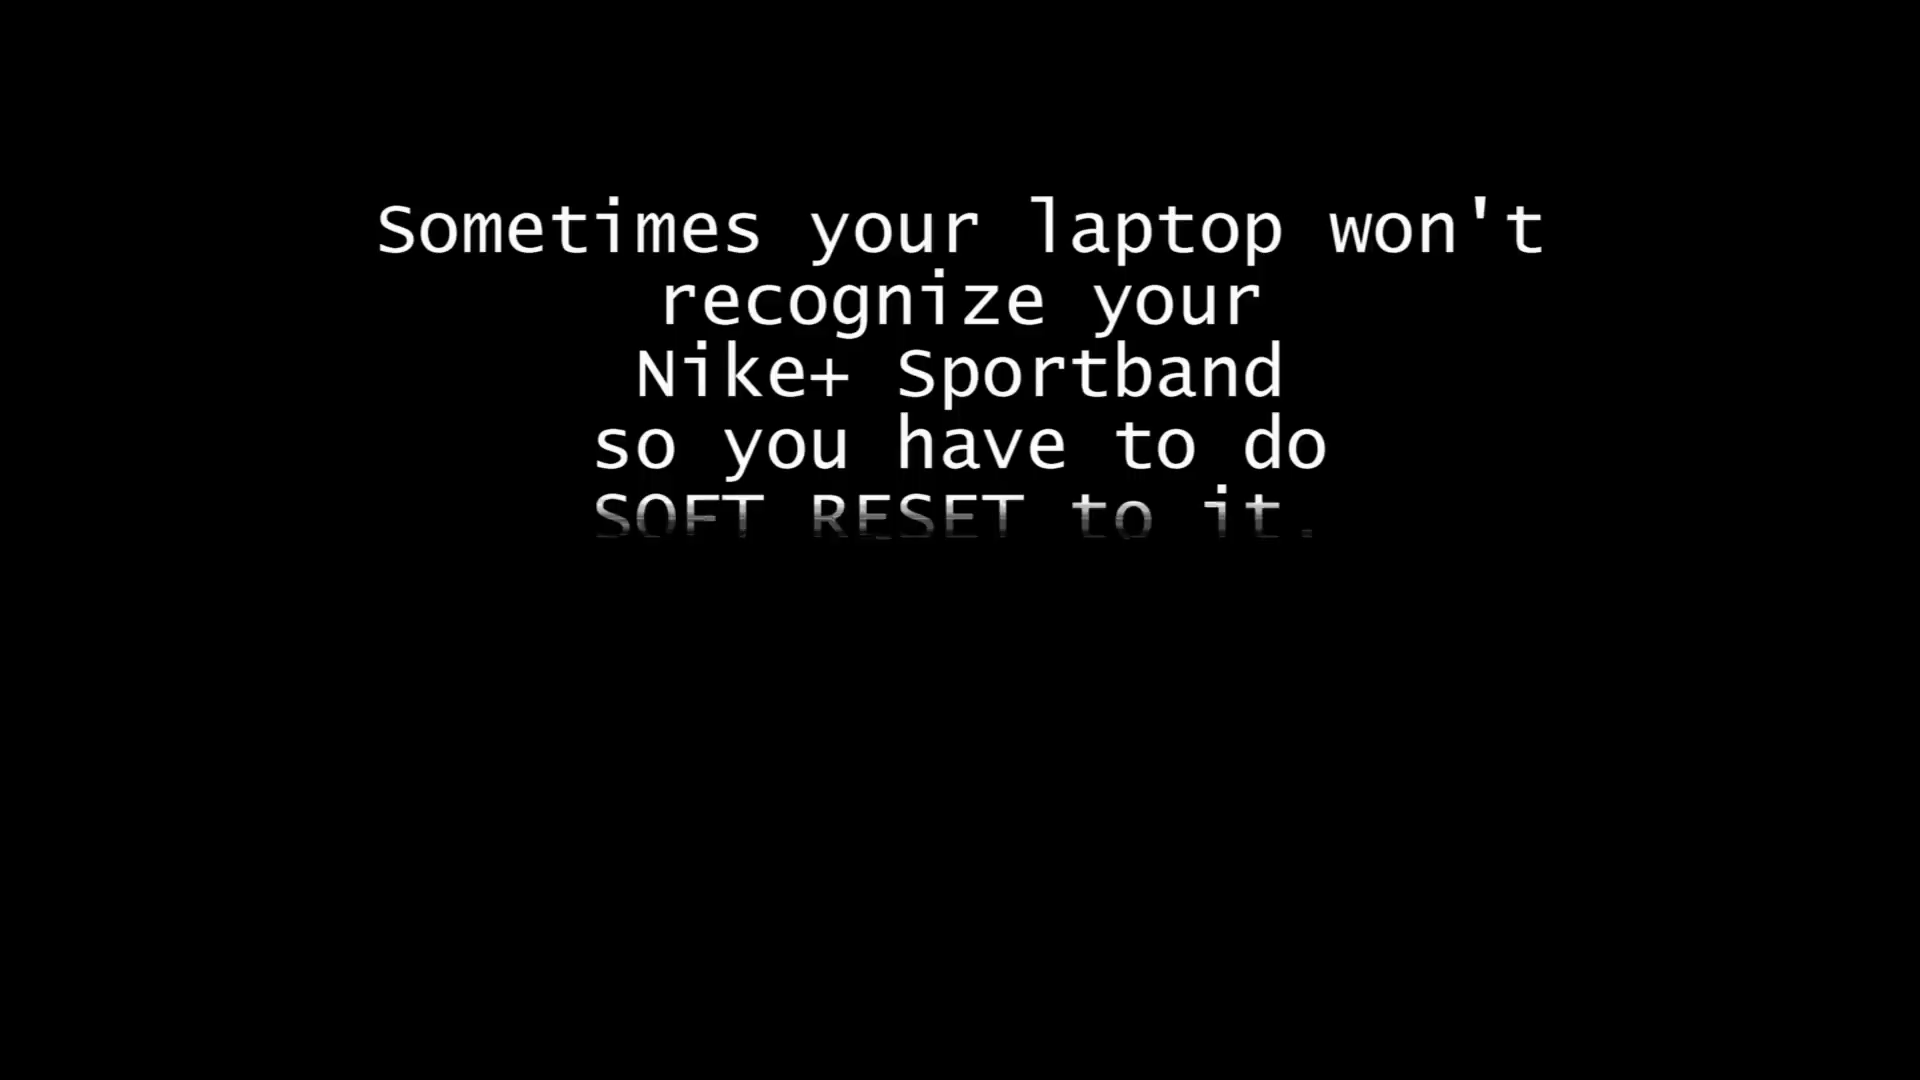 Sometimes your laptop won't
recognize your
Nike+ Sportband
so you have to do
SOFT RESET to it.